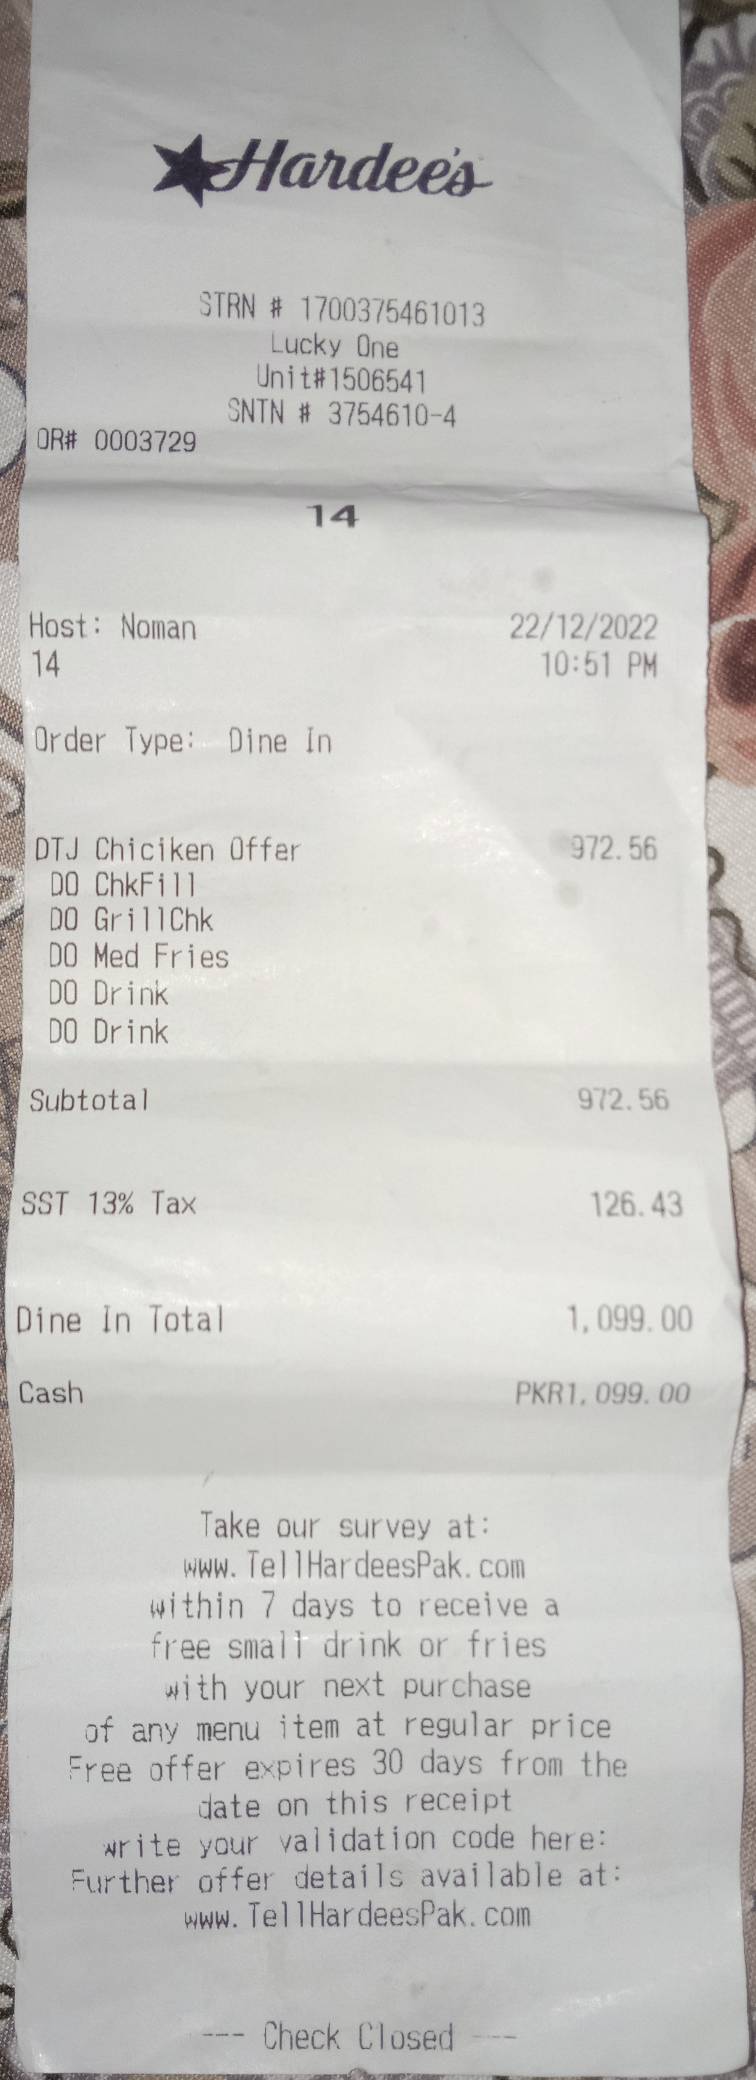 Hardee's
STRN # 1700375461013
Lucky One
Unit#1506541
SNTN # 3754610-4
OR# 0003729
14
Host: Noman 22/12/2022
14 10:51 PM
Order Type: Dine In
DTJ Chiciken Offer 972.56
DO ChkFill
DO GrillChk
DO Med Fries
DO Drink
DO Drink
Subtotal 972.56
SST 13% Tax 126.43
Dine In Total 1,099.00
Cash PKR1,099.00
Take our survey at:
www.TellHardeesPak.com
within 7 days to receive a
free small drink or fries
with your next purchase
of any menu item at regular price
Free offer expires 30 days from the
date on this receipt
write your validation code here:
Further offer details available at:
www.TellHardeesPak.com
--- Check Closed ---